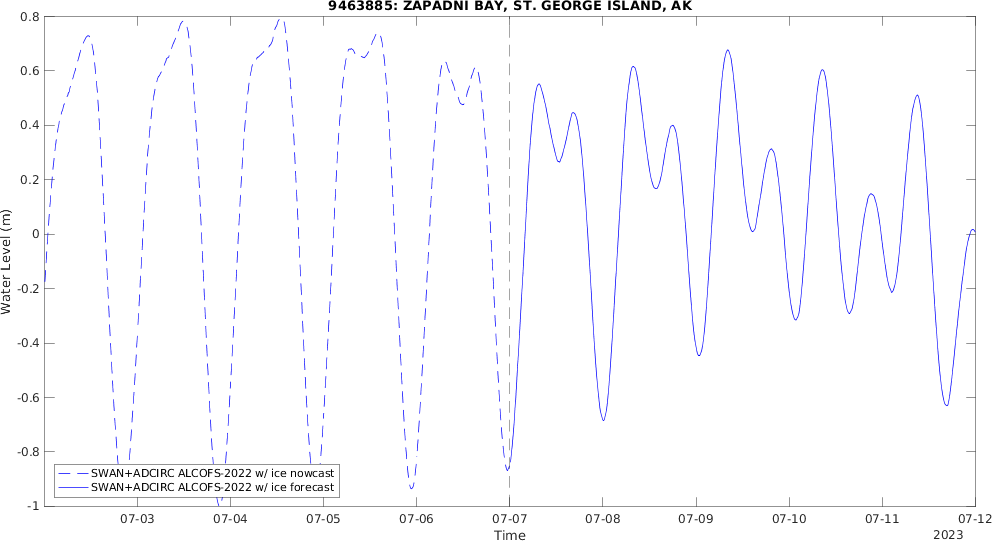 9463885: ZAPADNI BAY, ST. GEORGE ISLAND, AK
0.8
0.6
0.4
0.2
0
-0.2
-0.4
-0.6
-0.8
-1
Water Level (m)
SWAN+ADCIRC ALCOFS-2022 w/ ice nowcast
SWAN+ADCIRC ALCOFS-2022 w/ ice forecast
07-03 07-04 07-05 07-06 07-07 07-08 07-09 07-10 07-11 07-12
Time
2023